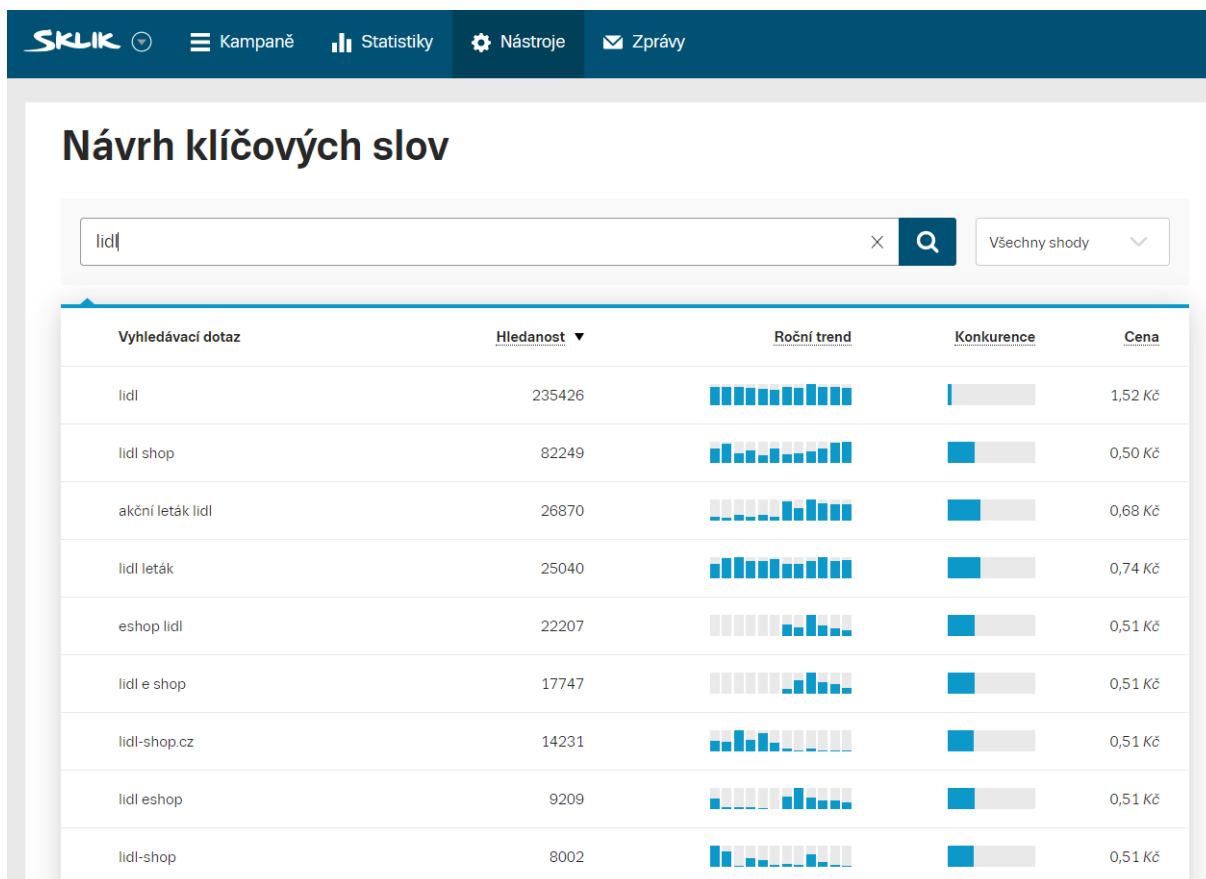 SKLIK Kampaně Statistiky Nástroje Zprávy
Návrh klíčových slov
lidl Všechny shody
Vyhledávací dotaz Hledanost ▼ Roční trend Konkurence Cena
lidl 235426 1,52 Kč
lidl shop 82249 0,50 Kč
akční leták lidl 26870 0,68 Kč
lidl leták 25040 0,74 Kč
eshop lidl 22207 0,51 Kč
lidl e shop 17747 0,51 Kč
lidl-shop.cz 14231 0,51 Kč
lidl eshop 9209 0,51 Kč
lidl-shop 8002 0,51 Kč